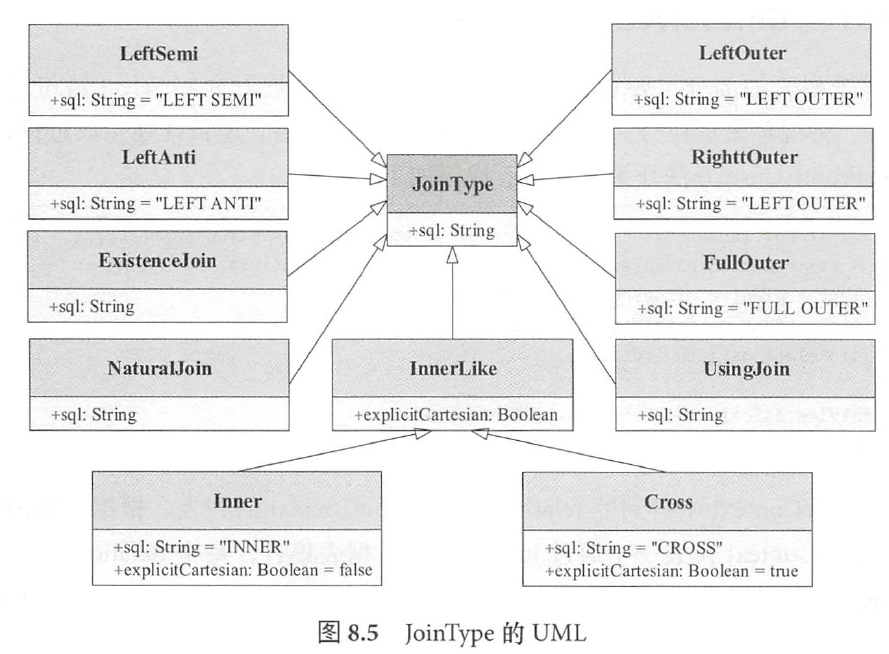 LeftSemi
+sql: String = "LEFT SEMI"
LeftOuter
+sql: String = "LEFT OUTER"
LeftAnti
+sql: String = "LEFT ANTI"
JoinType
+sql: String
RighttOuter
+sql: String = "LEFT OUTER"
ExistenceJoin
+sql: String
FullOuter
+sql: String = "FULL OUTER"
NaturalJoin
+sql: String
InnerLike
+explicitCartesian: Boolean
UsingJoin
+sql: String
Inner
+sql: String = "INNER"
+explicitCartesian: Boolean = false
Cross
+sql: String = "CROSS"
+explicitCartesian: Boolean = true
图 8.5 JoinType 的 UML